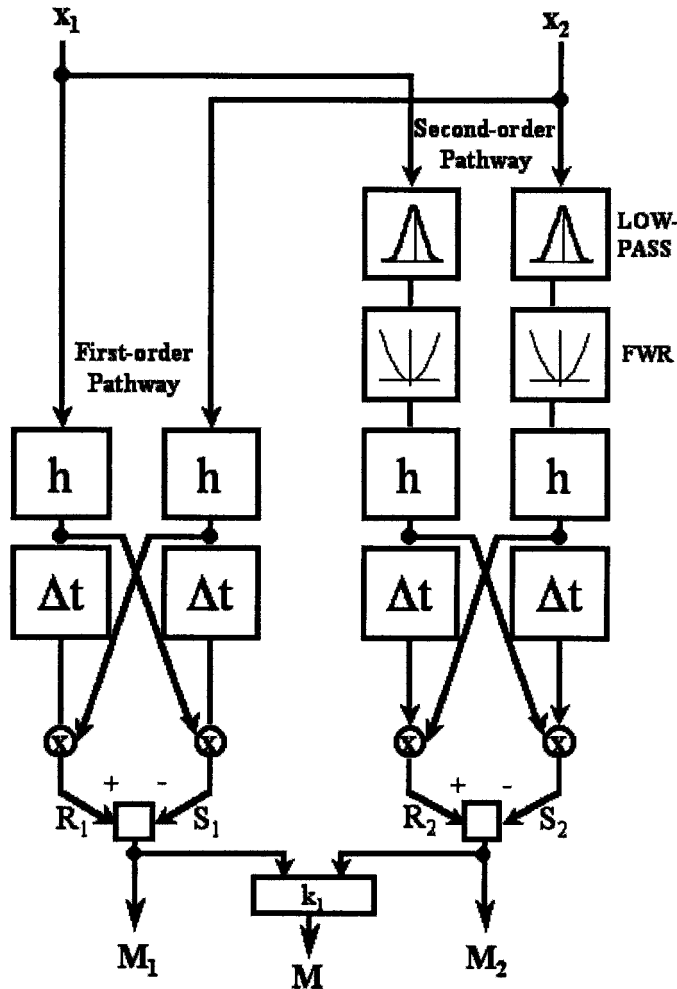 x₁ x₂
Second-order
Pathway
LOW-
PASS
First-order
Pathway
FWR
h h h h
Δt Δt Δt Δt
x x x x
+ - + -
R₁ S₁ R₂ S₂
k₁
M₁ M M₂